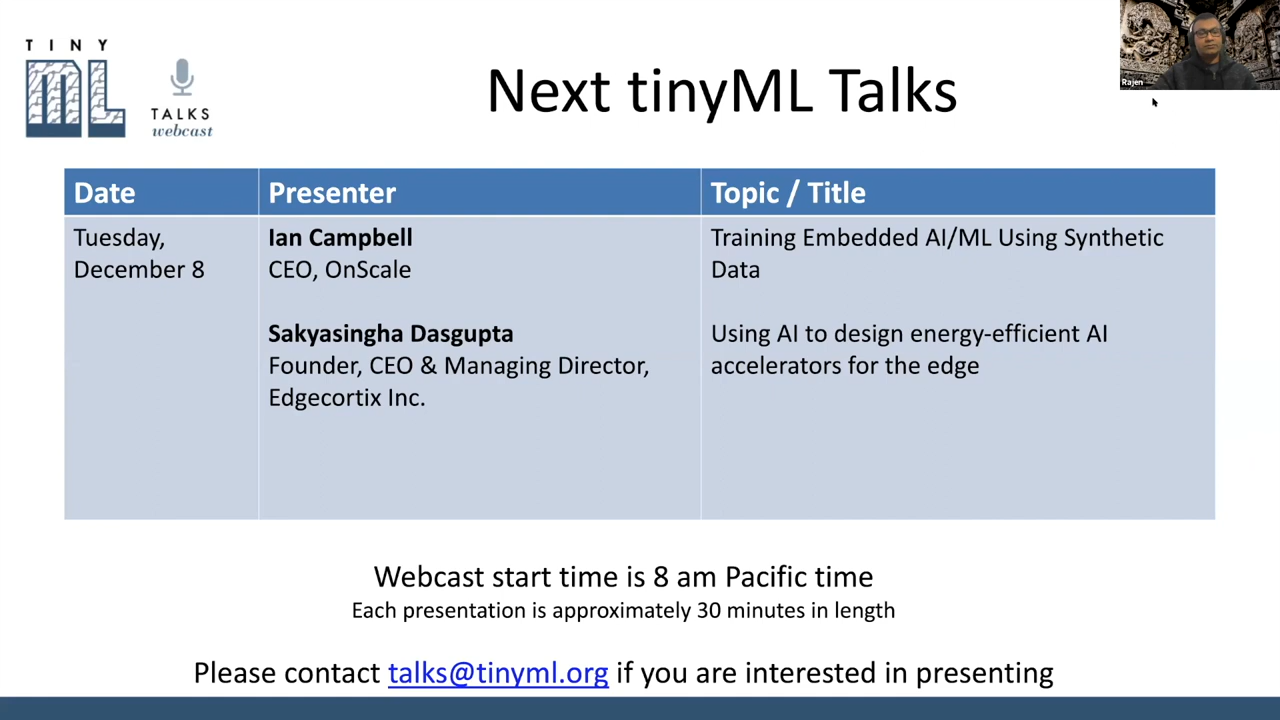 TINY
ML
TALKS
webcast
Next tinyML Talks
Rajen
Date
Presenter
Topic / Title
Tuesday,
December 8
Ian Campbell
CEO, OnScale
Training Embedded AI/ML Using Synthetic
Data
Sakyasingha Dasgupta
Founder, CEO & Managing Director,
Edgecortix Inc.
Using AI to design energy-efficient AI
accelerators for the edge
Webcast start time is 8 am Pacific time
Each presentation is approximately 30 minutes in length
Please contact talks@tinyml.org if you are interested in presenting